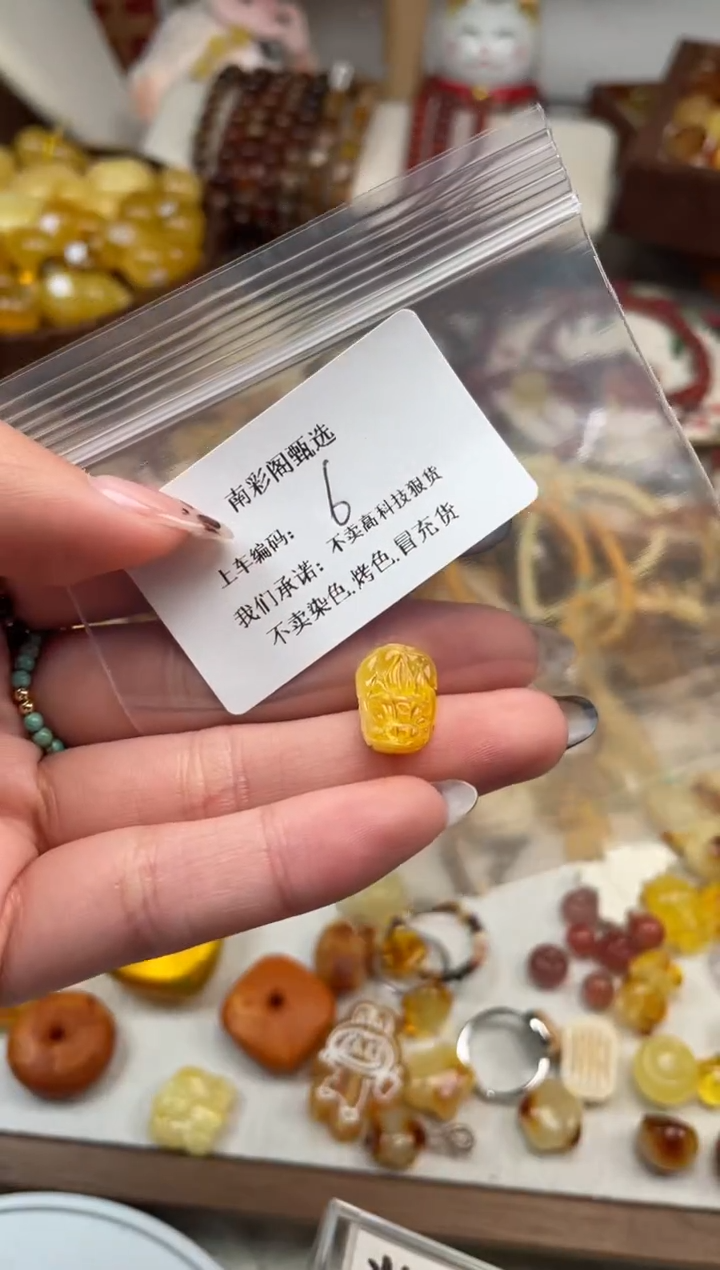 南彩阁甄选
上车编码： 6
我们承诺：不卖高科技狠货
不卖染色.烤色.冒充货